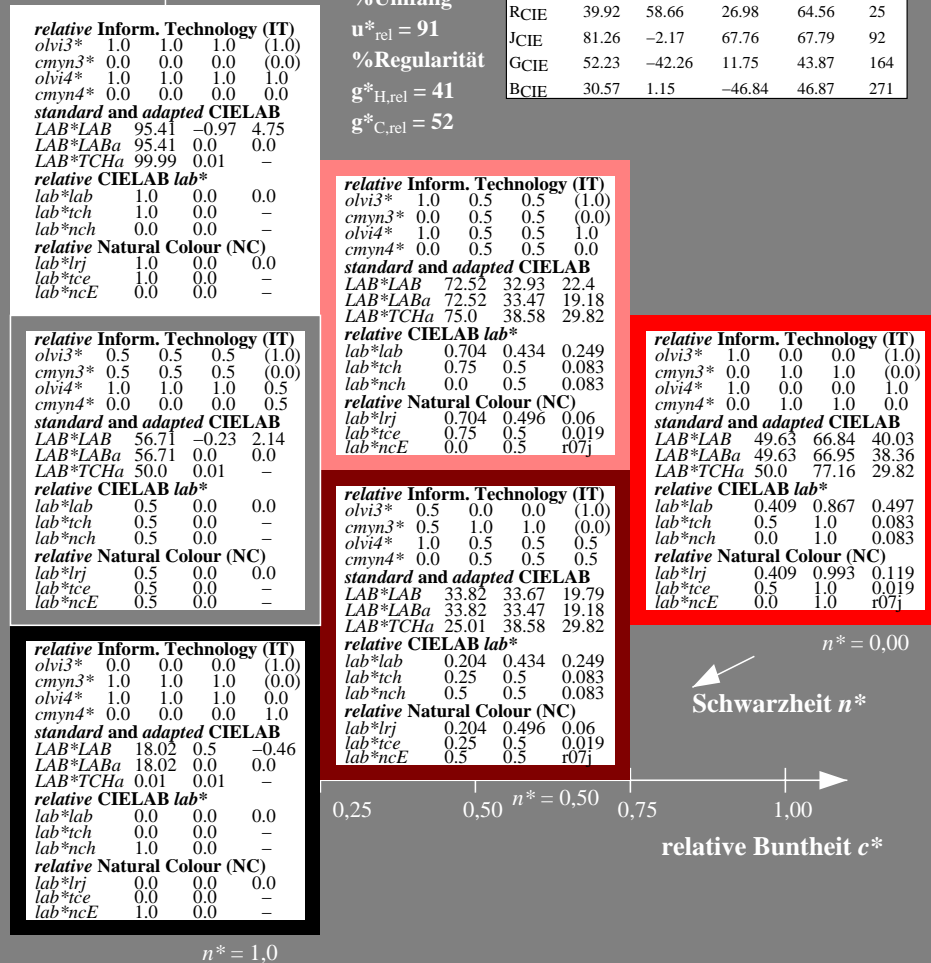 %Umfang
u*rel = 91
%Regularität
g*H,rel = 41
g*C,rel = 52
RCIE 39.92 58.66 26.98 64.56 25
JCIE 81.26 −2.17 67.76 67.79 92
GCIE 52.23 −42.26 11.75 43.87 164
BCIE 30.57 1.15 −46.84 46.87 271
relative Inform. Technology (IT)
olvi3* 1.0 1.0 1.0 (1.0)
cmyn3* 0.0 0.0 0.0 (0.0)
olvi4* 1.0 1.0 1.0 1.0
cmyn4* 0.0 0.0 0.0 0.0
standard and adapted CIELAB
LAB*LAB 95.41 −0.97 4.75
LAB*LABa 95.41 0.0 0.0
LAB*TCHa 99.99 0.01 –
relative CIELAB lab*
lab*lab 1.0 0.0 0.0
lab*tch 1.0 0.0 –
lab*nch 0.0 0.0 –
relative Natural Colour (NC)
lab*lrj 1.0 0.0 0.0
lab*tce 1.0 0.0 –
lab*ncE 0.0 0.0 –
relative Inform. Technology (IT)
olvi3* 1.0 0.5 0.5 (1.0)
cmyn3* 0.0 0.5 0.5 (0.0)
olvi4* 1.0 0.5 0.5 1.0
cmyn4* 0.0 0.5 0.5 0.0
standard and adapted CIELAB
LAB*LAB 72.52 32.93 22.4
LAB*LABa 72.52 33.47 19.18
LAB*TCHa 75.0 38.58 29.82
relative CIELAB lab*
lab*lab 0.704 0.434 0.249
lab*tch 0.75 0.5 0.083
lab*nch 0.0 0.5 0.083
relative Natural Colour (NC)
lab*lrj 0.704 0.496 0.06
lab*tce 0.75 0.5 0.019
lab*ncE 0.0 0.5 r07j
relative Inform. Technology (IT)
olvi3* 0.5 0.5 0.5 (1.0)
cmyn3* 0.5 0.5 0.5 (0.0)
olvi4* 1.0 1.0 1.0 0.5
cmyn4* 0.0 0.0 0.0 0.5
standard and adapted CIELAB
LAB*LAB 56.71 −0.23 2.14
LAB*LABa 56.71 0.0 0.0
LAB*TCHa 50.0 0.01 –
relative CIELAB lab*
lab*lab 0.5 0.0 0.0
lab*tch 0.5 0.0 –
lab*nch 0.5 0.0 –
relative Natural Colour (NC)
lab*lrj 0.5 0.0 0.0
lab*tce 0.5 0.0 –
lab*ncE 0.5 0.0 –
relative Inform. Technology (IT)
olvi3* 1.0 0.0 0.0 (1.0)
cmyn3* 0.0 1.0 1.0 (0.0)
olvi4* 1.0 0.0 0.0 1.0
cmyn4* 0.0 1.0 1.0 0.0
standard and adapted CIELAB
LAB*LAB 49.63 66.84 40.03
LAB*LABa 49.63 66.95 38.36
LAB*TCHa 50.0 77.16 29.82
relative CIELAB lab*
lab*lab 0.409 0.867 0.497
lab*tch 0.5 1.0 0.083
lab*nch 0.0 1.0 0.083
relative Natural Colour (NC)
lab*lrj 0.409 0.993 0.119
lab*tce 0.5 1.0 0.019
lab*ncE 0.0 1.0 r07j
n* = 0,00
relative Inform. Technology (IT)
olvi3* 0.5 0.0 0.0 (1.0)
cmyn3* 0.5 1.0 1.0 (0.0)
olvi4* 1.0 0.5 0.5 0.5
cmyn4* 0.0 0.5 0.5 0.5
standard and adapted CIELAB
LAB*LAB 33.82 33.67 19.79
LAB*LABa 33.82 33.47 19.18
LAB*TCHa 25.01 38.58 29.82
relative CIELAB lab*
lab*lab 0.204 0.434 0.249
lab*tch 0.25 0.5 0.083
lab*nch 0.5 0.5 0.083
relative Natural Colour (NC)
lab*lrj 0.204 0.496 0.06
lab*tce 0.25 0.5 0.019
lab*ncE 0.5 0.5 r07j
Schwarzheit n*
relative Inform. Technology (IT)
olvi3* 0.0 0.0 0.0 (1.0)
cmyn3* 1.0 1.0 1.0 (0.0)
olvi4* 1.0 1.0 1.0 0.0
cmyn4* 0.0 0.0 0.0 1.0
standard and adapted CIELAB
LAB*LAB 18.02 0.5 −0.46
LAB*LABa 18.02 0.0 0.0
LAB*TCHa 0.01 0.01 –
relative CIELAB lab*
lab*lab 0.0 0.0 0.0
lab*tch 0.0 0.0 –
lab*nch 1.0 0.0 –
relative Natural Colour (NC)
lab*lrj 0.0 0.0 0.0
lab*tce 0.0 0.0 –
lab*ncE 1.0 0.0 –
n* = 1,0
n* = 0,50
0,25 0,50 0,75 1,00
relative Buntheit c*